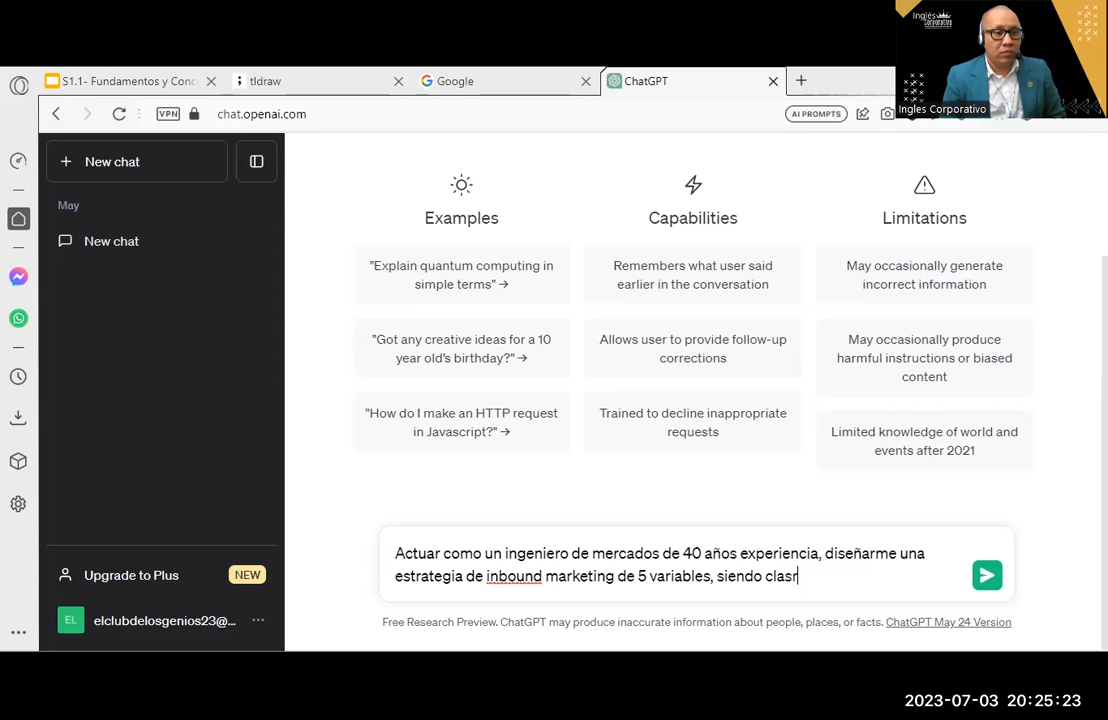 Inglés
Corporativo
Ingles Corporativo
S1.1- Fundamentos y Conc
tldraw
Google
ChatGPT
VPN
chat.openai.com
AI PROMPTS
New chat
May
New chat
Upgrade to Plus
NEW
EL
elclubdelosgenios23@...
Examples
"Explain quantum computing in
simple terms" →
"Got any creative ideas for a 10
year old's birthday?" →
"How do I make an HTTP request
in Javascript?" →
Capabilities
Remembers what user said
earlier in the conversation
Allows user to provide follow-up
corrections
Trained to decline inappropriate
requests
Limitations
May occasionally generate
incorrect information
May occasionally produce
harmful instructions or biased
content
Limited knowledge of world and
events after 2021
Actuar como un ingeniero de mercados de 40 años experiencia, diseñarme una
estrategia de inbound marketing de 5 variables, siendo clasr
Free Research Preview. ChatGPT may produce inaccurate information about people, places, or facts. ChatGPT May 24 Version
2023-07-03 20:25:23